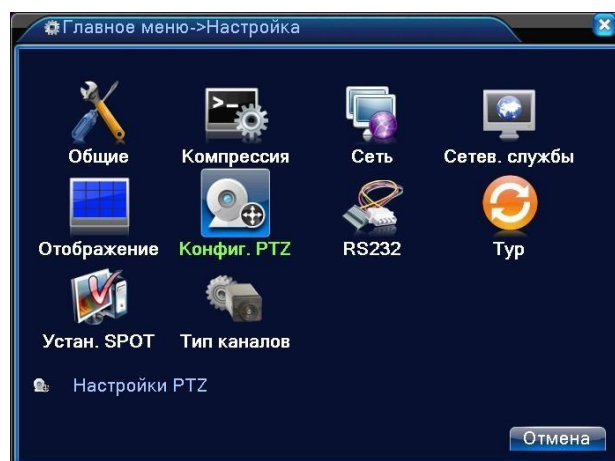 Главное меню->Настройка
Общие Компрессия Сеть Сетев. службы
Отображение Конфиг. PTZ RS232 Тур
Устан. SPOT Тип каналов
Настройки PTZ
Отмена